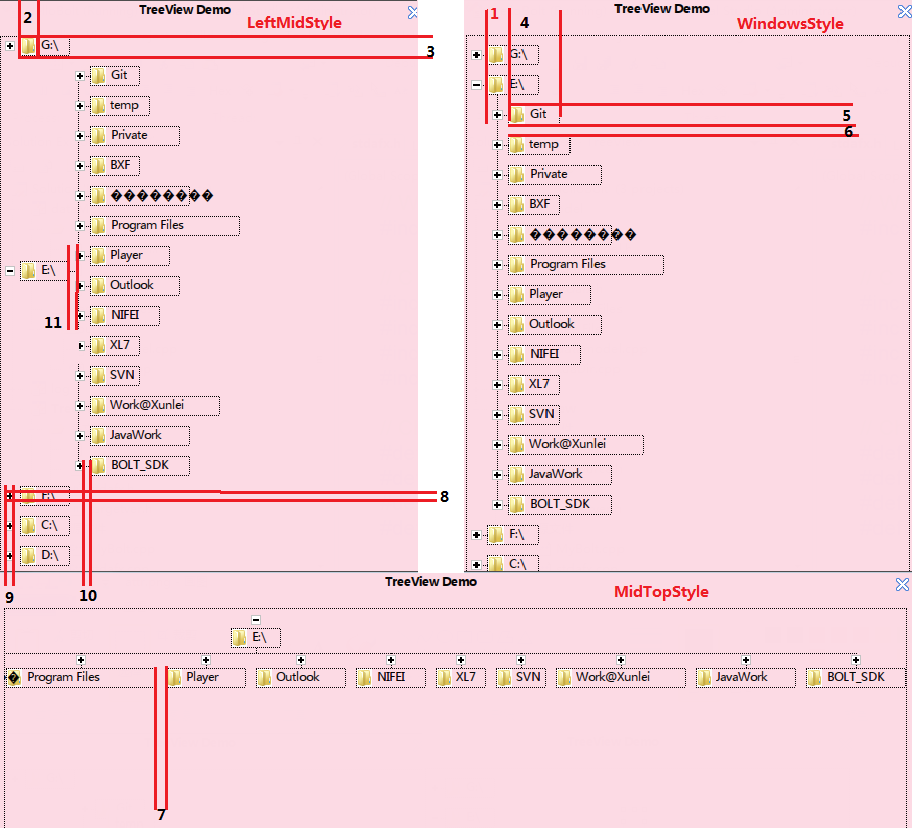 TreeView Demo
2
LeftMidStyle
G:\
3
Git
temp
Private
BXF
���������
Program Files
Player
E:\
Outlook
11
NIFEI
XL7
SVN
Work@Xunlei
JavaWork
BOLT_SDK
F:\
8
C:\
D:\
9
10
TreeView Demo
1
4
WindowsStyle
G:\
E:\
Git
5
6
temp
Private
BXF
���������
Program Files
Player
Outlook
NIFEI
XL7
SVN
Work@Xunlei
JavaWork
BOLT_SDK
F:\
C:\
TreeView Demo
MidTopStyle
E:\
� Program Files
Player
Outlook
NIFEI
XL7
SVN
Work@Xunlei
JavaWork
BOLT_SDK
7